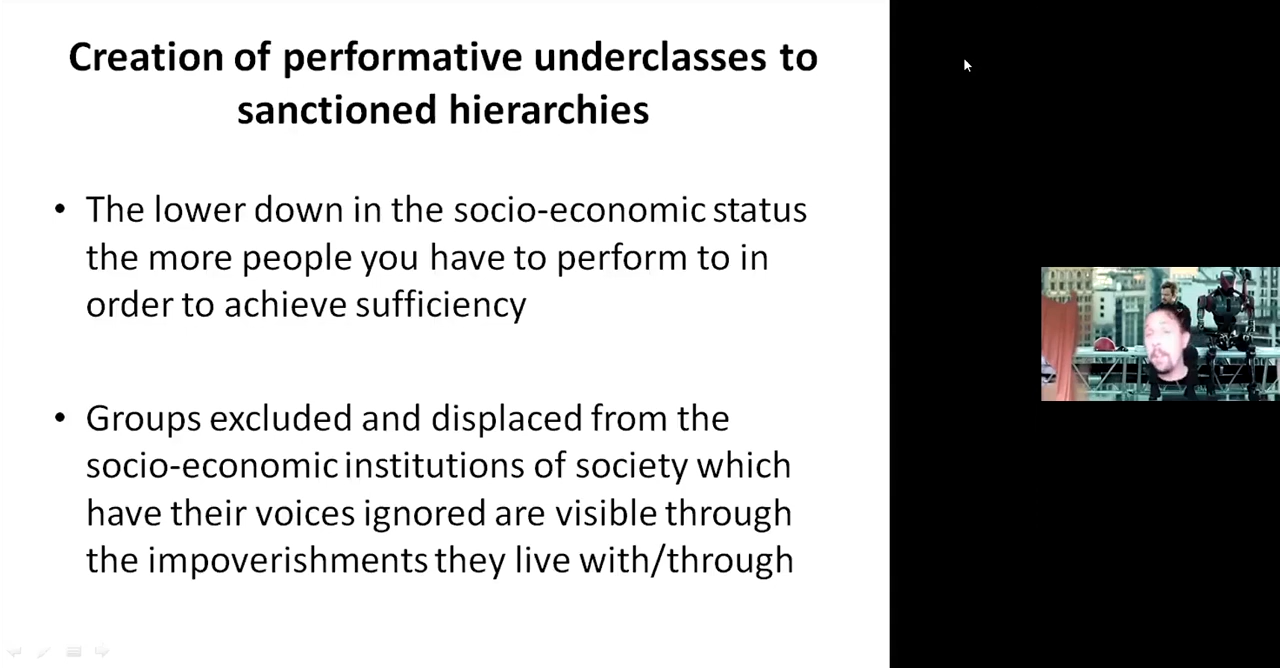 Creation of performative underclasses to
sanctioned hierarchies
• The lower down in the socio-economic status
the more people you have to perform to in
order to achieve sufficiency
• Groups excluded and displaced from the
socio-economic institutions of society which
have their voices ignored are visible through
the impoverishments they live with/through